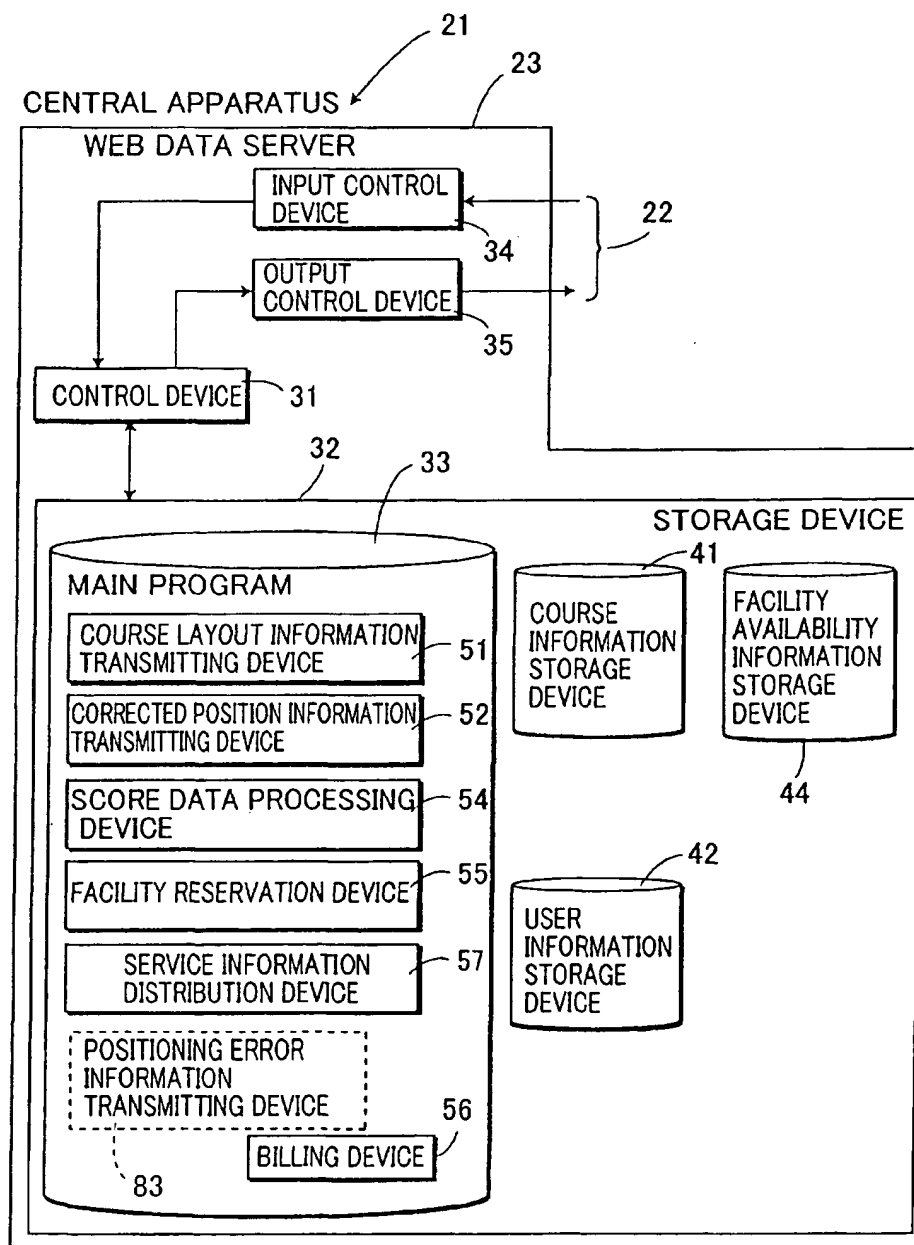 21
23
CENTRAL APPARATUS
WEB DATA SERVER
INPUT CONTROL
DEVICE
34
22
OUTPUT
CONTROL DEVICE
35
CONTROL DEVICE
31
32
33
STORAGE DEVICE
MAIN PROGRAM
COURSE LAYOUT INFORMATION
TRANSMITTING DEVICE
51
CORRECTED POSITION INFORMATION
TRANSMITTING DEVICE
52
SCORE DATA PROCESSING
DEVICE
54
FACILITY RESERVATION DEVICE
55
SERVICE INFORMATION
DISTRIBUTION DEVICE
57
POSITIONING ERROR
INFORMATION
TRANSMITTING DEVICE
83
BILLING DEVICE
56
41
COURSE
INFORMATION
STORAGE
DEVICE
FACILITY
AVAILABILITY
INFORMATION
STORAGE
DEVICE
44
42
USER
INFORMATION
STORAGE
DEVICE